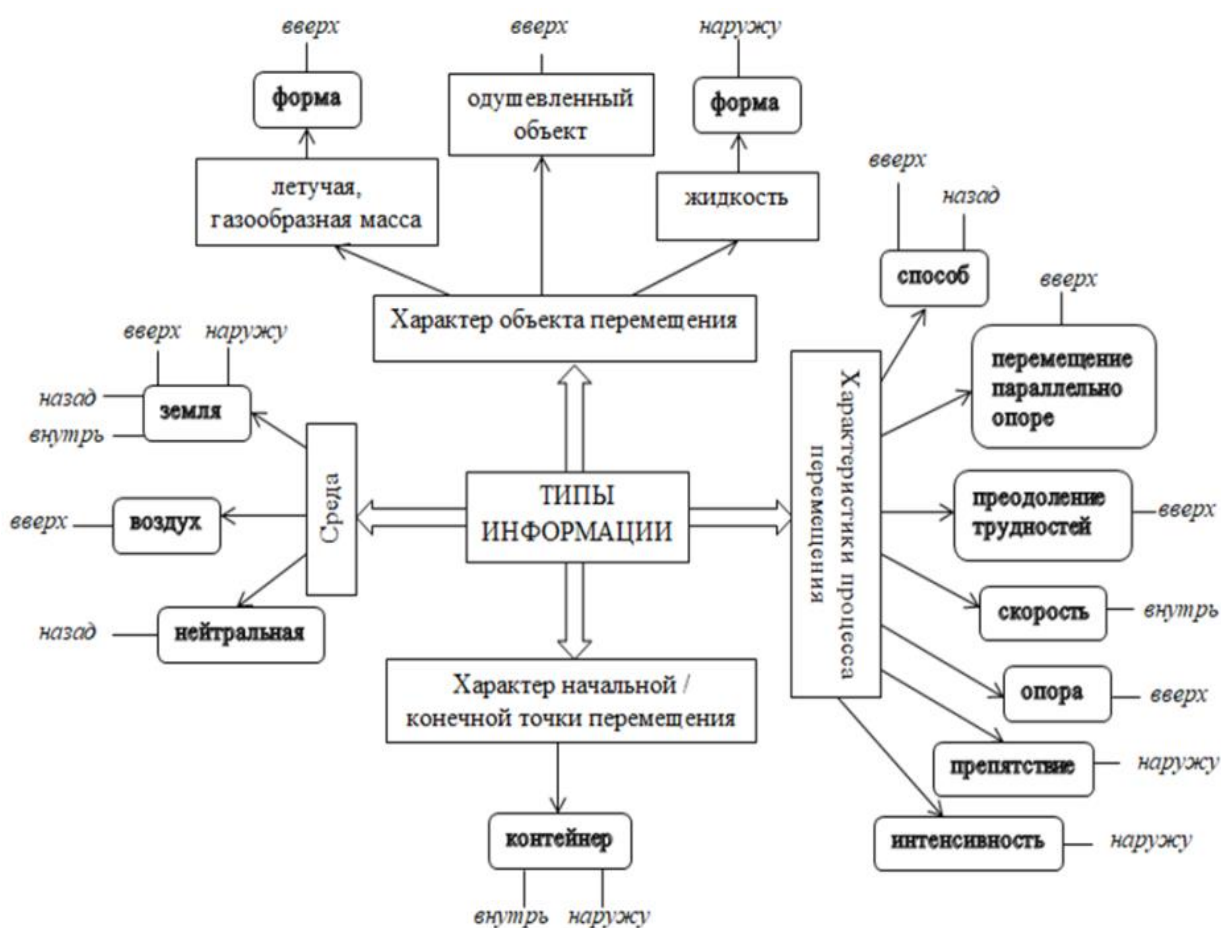 вверх
вверх
наружу
форма
одушевленный
объект
форма
летучая,
газообразная масса
жидкость
вверх
назад
способ
Характер объекта перемещения
вверх
перемещение
параллельно
опоре
вверх
наружу
назад
внутрь
земля
Среда
ТИПЫ
ИНФОРМАЦИИ
Характеристики процесса
перемещения
преодоление
трудностей
вверх
вверх
воздух
скорость
внутрь
назад
нейтральная
Характер начальной /
конечной точки перемещения
опора
вверх
препятствие
наружу
контейнер
интенсивность
наружу
внутрь
наружу